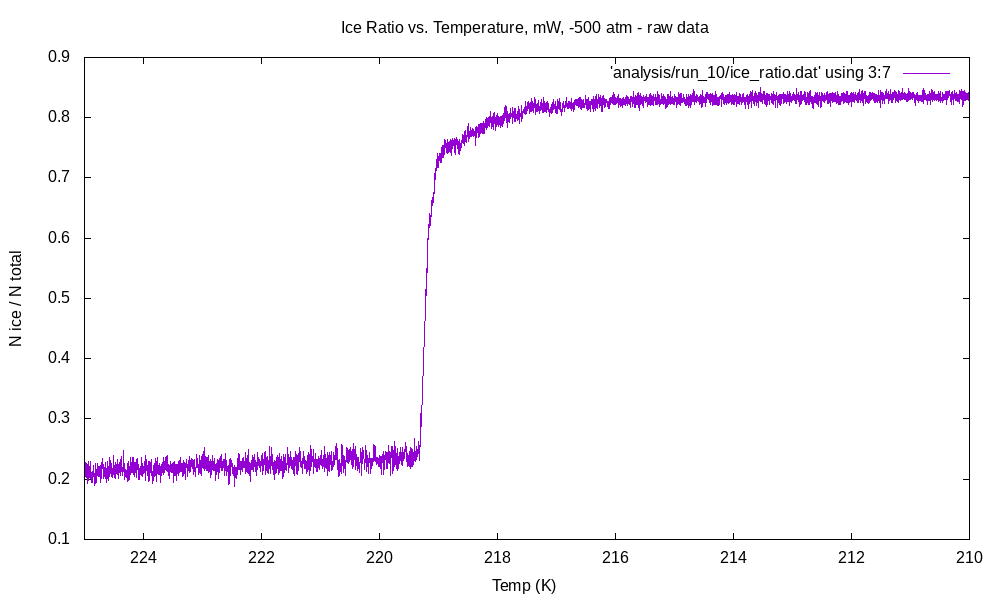 Ice Ratio vs. Temperature, mW, -500 atm - raw data
'analysis/run_10/ice_ratio.dat' using 3:7
N ice / N total
0.9
0.8
0.7
0.6
0.5
0.4
0.3
0.2
0.1
224 222 220 218 216 214 212 210
Temp (K)